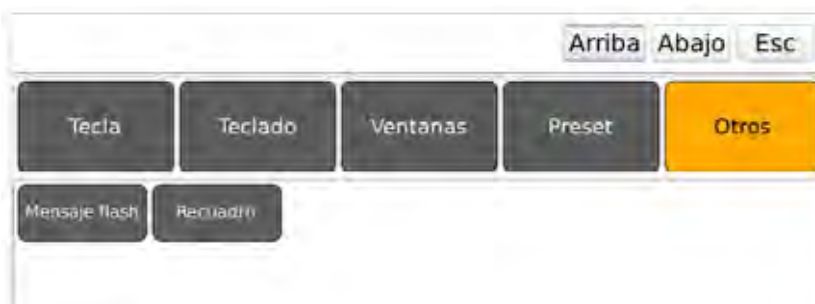 Arriba Abajo Esc
Tecla Teclado Ventanas Preset Otros
Mensaje flash Recuadro